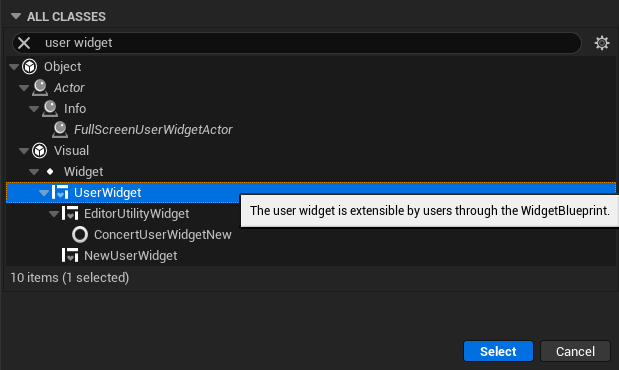 ALL CLASSES
user widget
Object
Actor
Info
FullScreenUserWidgetActor
Visual
Widget
UserWidget
The user widget is extensible by users through the WidgetBlueprint.
EditorUtilityWidget
ConcertUserWidgetNew
NewUserWidget
10 items (1 selected)
Select Cancel